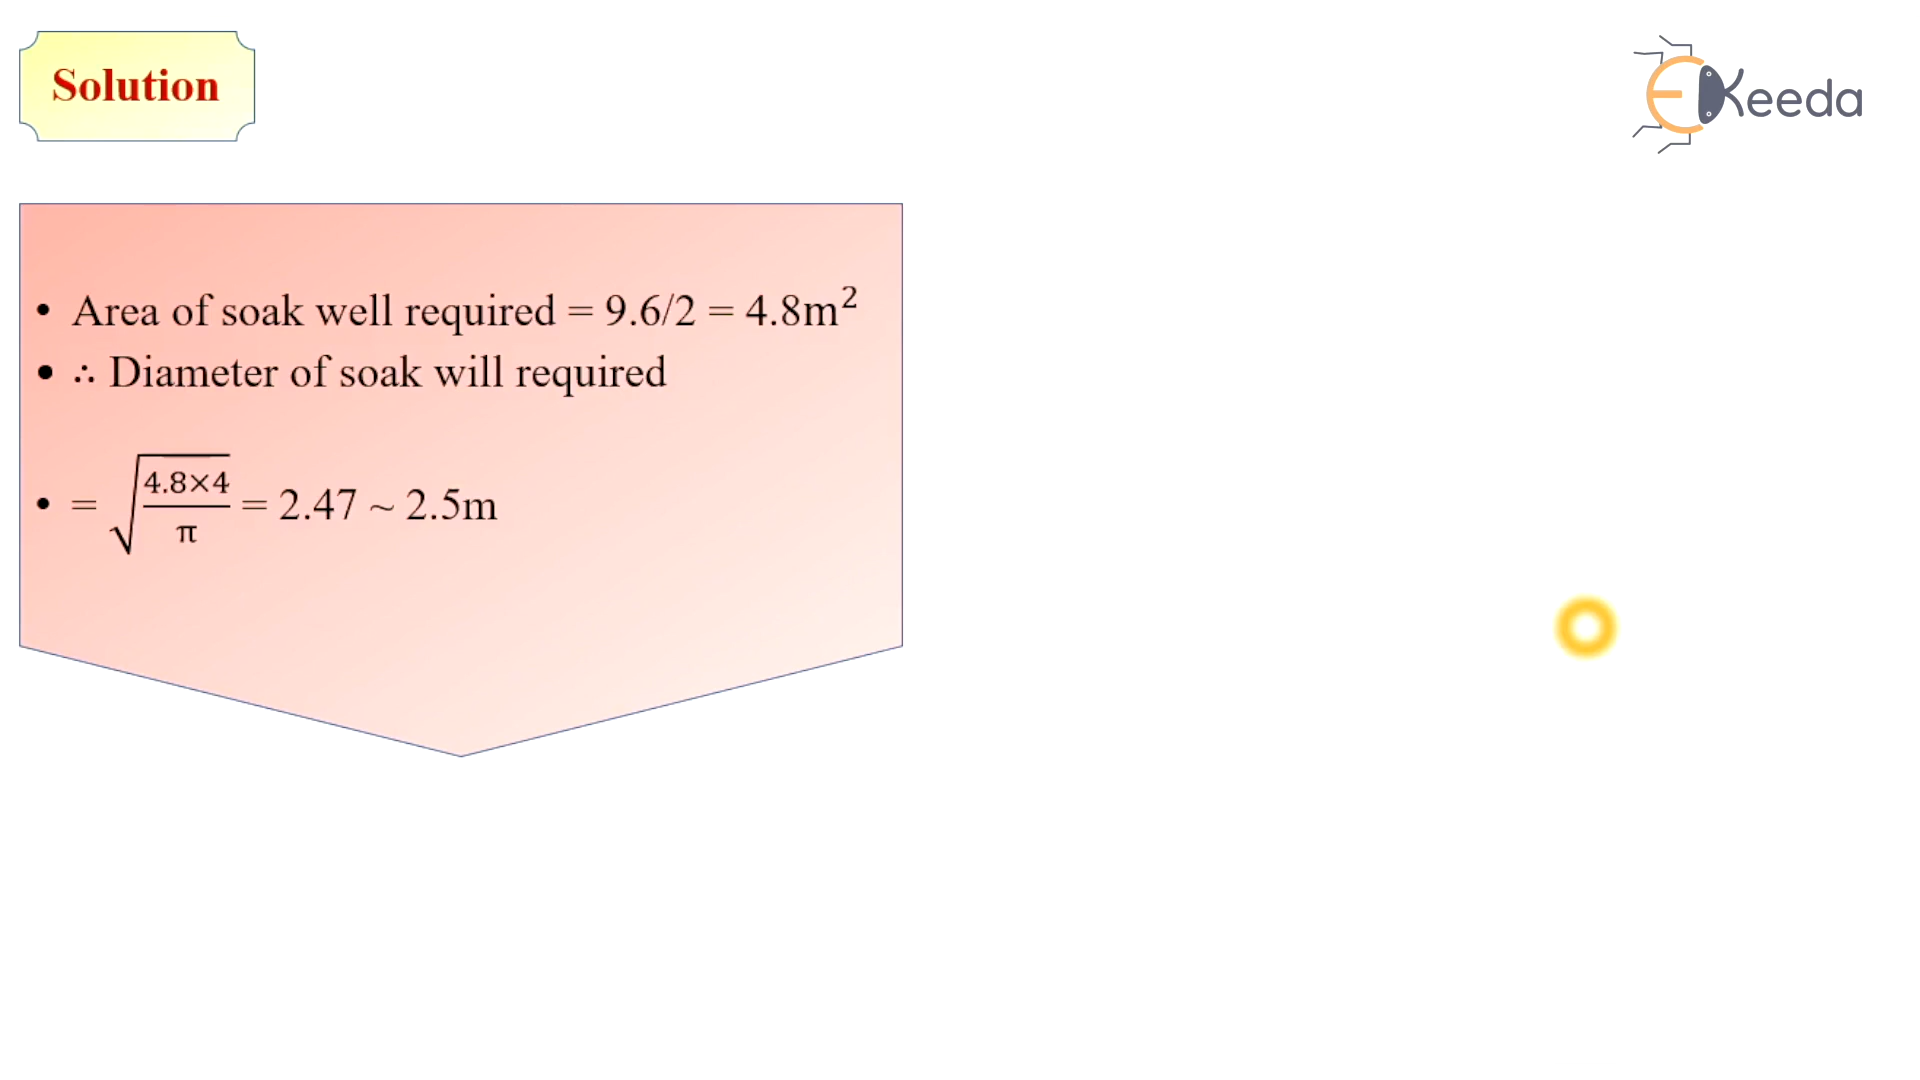 Solution
EKeeda
• Area of soak well required = 9.6/2 = 4.8m²
• ∴ Diameter of soak will required
• = √(4.8×4/π) = 2.47 ~ 2.5m